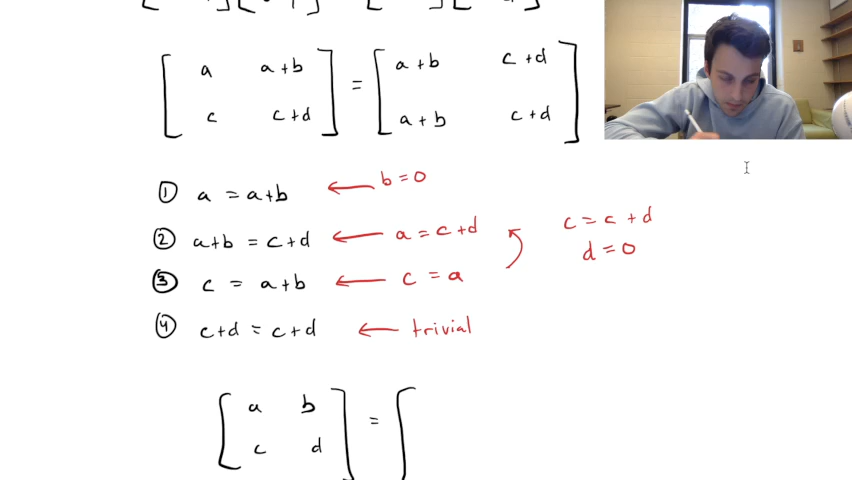 [ a a+b ] = [ a+b c+d ]
[ c c+d ] [ a+b c+d ]
① a = a+b ← b = 0
② a+b = c+d ← a = c+d
c = c + d
d = 0
③ c = a+b ← c = a
④ c+d = c+d ← trivial
[ a b ] = [
[ c d ]